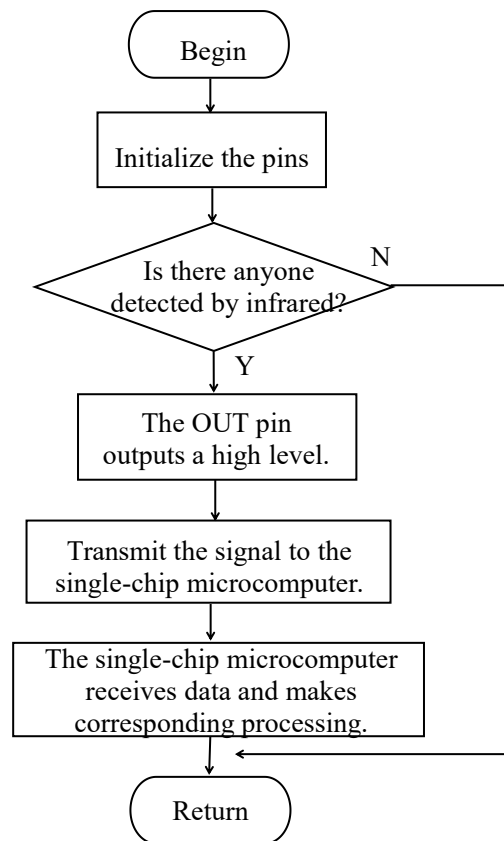 Begin
Initialize the pins
Is there anyone
detected by infrared?
N
Y
The OUT pin
outputs a high level.
Transmit the signal to the
single-chip microcomputer.
The single-chip microcomputer
receives data and makes
corresponding processing.
Return